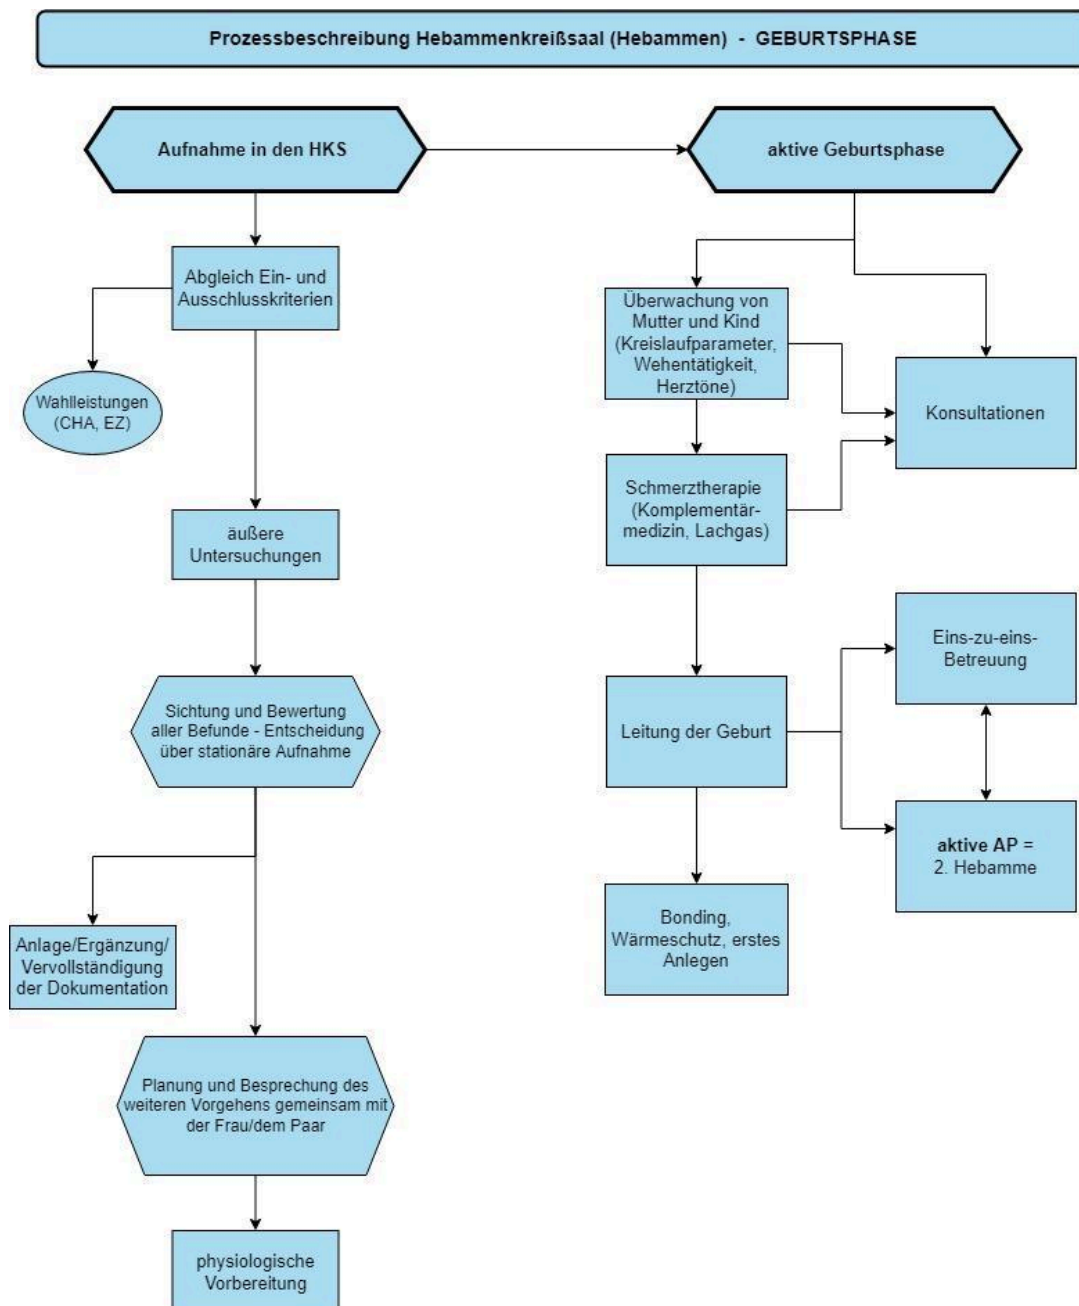 Prozessbeschreibung Hebammenkreißsaal (Hebammen) - GEBURTSPHASE
Aufnahme in den HKS
Abgleich Ein- und
Ausschlusskriterien
Wahlleistungen
(CHA, EZ)
äußere
Untersuchungen
Sichtung und Bewertung
aller Befunde - Entscheidung
über stationäre Aufnahme
Anlage/Ergänzung/
Vervollständigung
der Dokumentation
Planung und Besprechung des
weiteren Vorgehens gemeinsam mit
der Frau/dem Paar
physiologische
Vorbereitung
aktive Geburtsphase
Überwachung von
Mutter und Kind
(Kreislaufparameter,
Wehentätigkeit,
Herztöne)
Konsultationen
Schmerztherapie
(Komplementär-
medizin, Lachgas)
Leitung der Geburt
Eins-zu-eins-
Betreuung
aktive AP =
2. Hebamme
Bonding,
Wärmeschutz, erstes
Anlegen